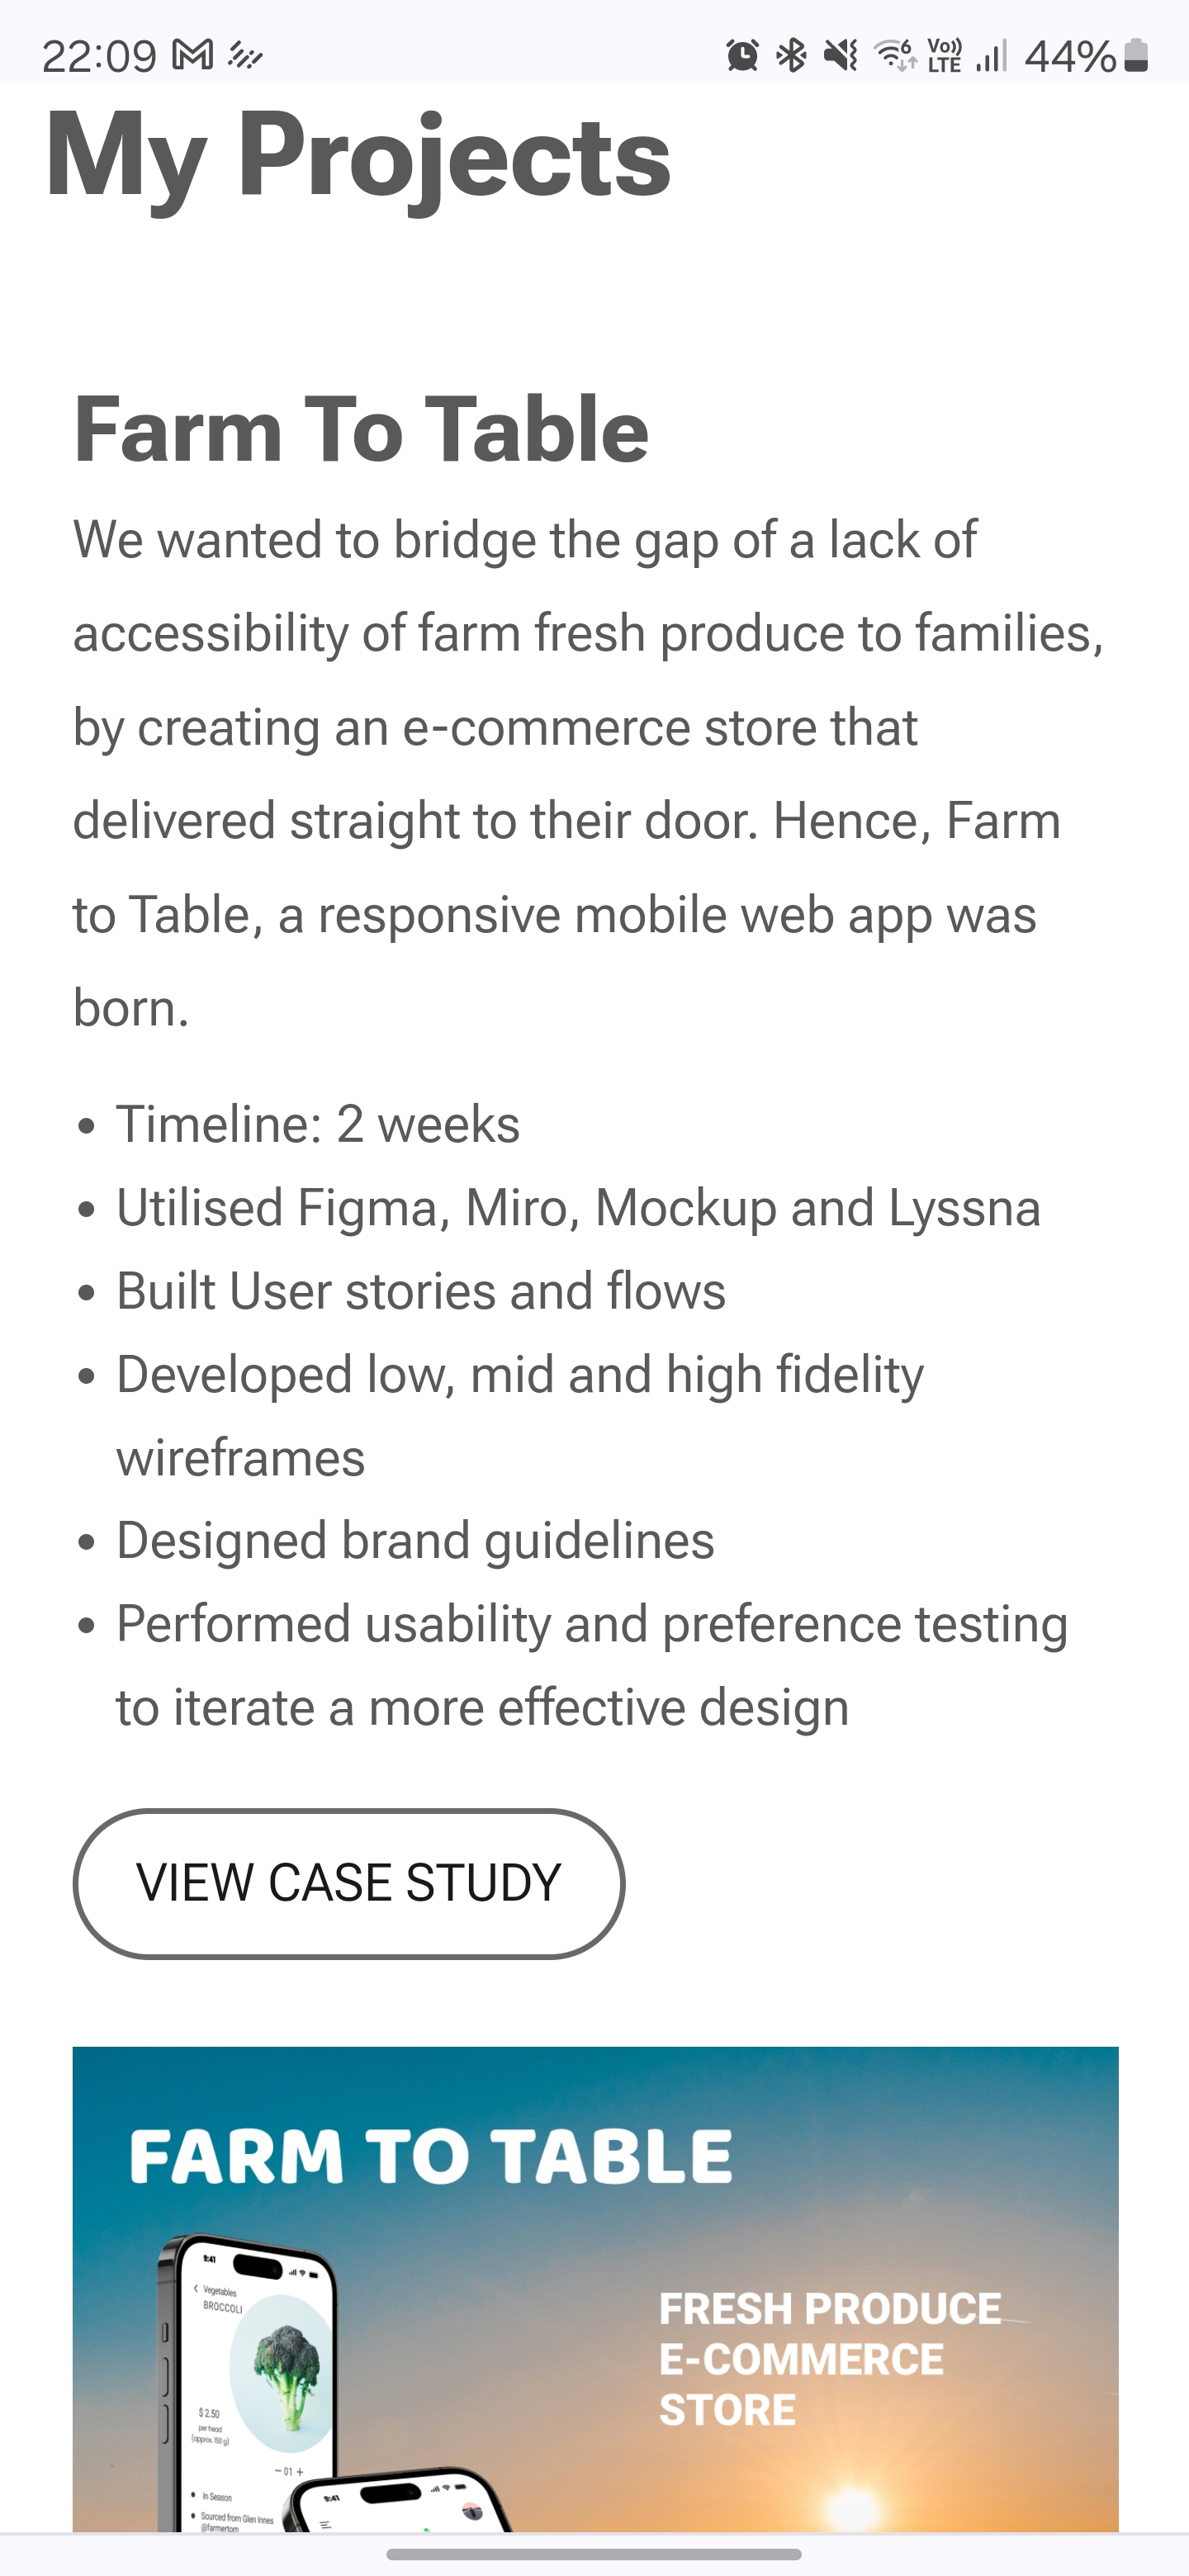 22:09
Vo))
LTE
44%
My Projects
Farm To Table
We wanted to bridge the gap of a lack of
accessibility of farm fresh produce to families,
by creating an e-commerce store that
delivered straight to their door. Hence, Farm
to Table, a responsive mobile web app was
born.
• Timeline: 2 weeks
• Utilised Figma, Miro, Mockup and Lyssna
• Built User stories and flows
• Developed low, mid and high fidelity
wireframes
• Designed brand guidelines
• Performed usability and preference testing
to iterate a more effective design
VIEW CASE STUDY
FARM TO TABLE
9:41
< Vegetables
BROCCOLI
FRESH PRODUCE
E-COMMERCE
STORE
$ 2.50
per head
(approx. 150 g)
– 01 +
• In Season
• Sourced from Glen Innes
@farmertom
9:41